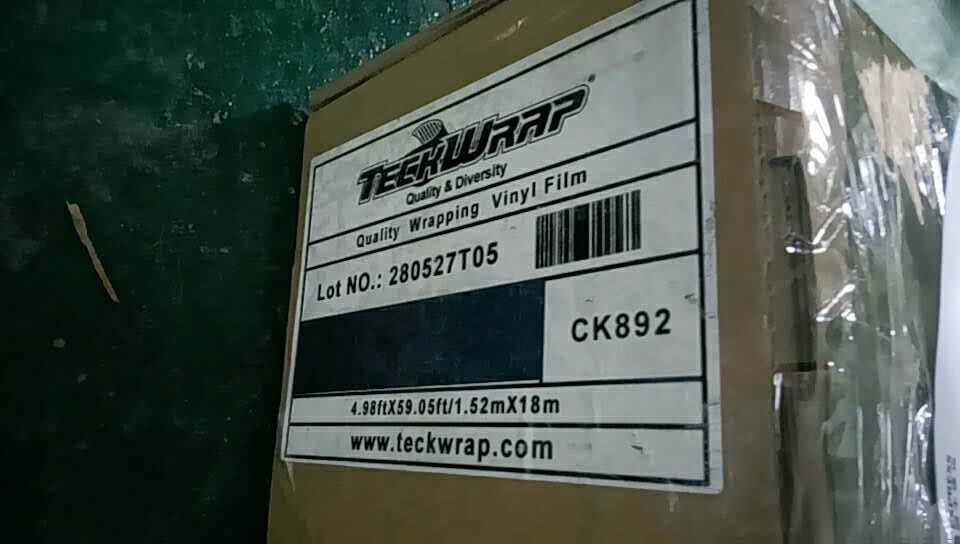 TECKWRAP®
Quality & Diversity
Quality Wrapping Vinyl Film
Lot NO.: 280527T05
CK892
4.98ftX59.05ft/1.52mX18m
www.teckwrap.com